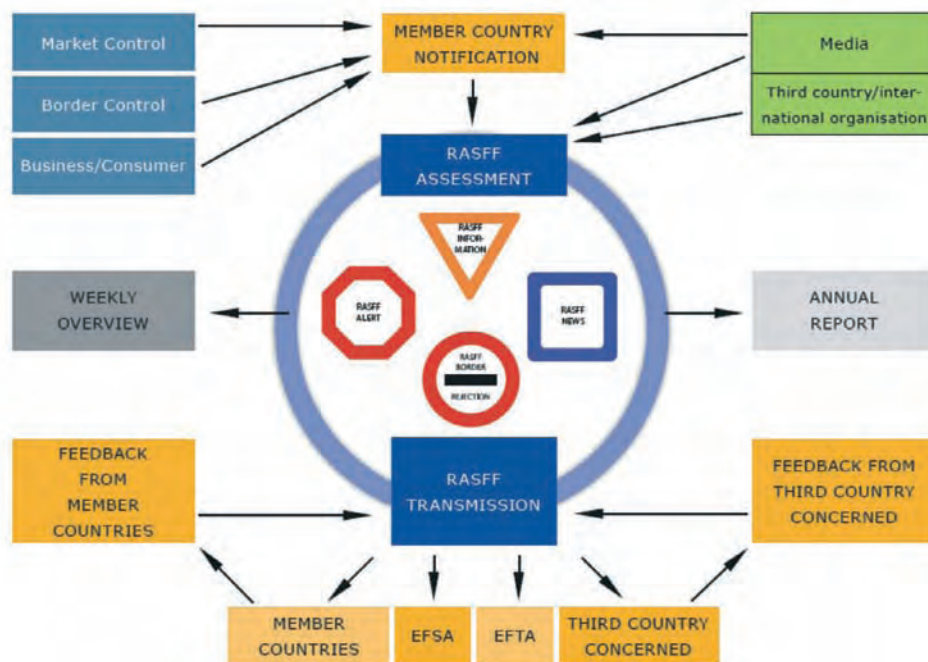 Market Control
Border Control
Business/Consumer
MEMBER COUNTRY
NOTIFICATION
Media
Third country/inter-
national organisation
RASFF
ASSESSMENT
RASFF
INFOR-
MATION
RASFF
ALERT
RASFF
NEWS
RASFF
BORDER
REJECTION
WEEKLY
OVERVIEW
ANNUAL
REPORT
FEEDBACK
FROM
MEMBER
COUNTRIES
RASFF
TRANSMISSION
FEEDBACK FROM
THIRD COUNTRY
CONCERNED
MEMBER
COUNTRIES
EFSA
EFTA
THIRD COUNTRY
CONCERNED